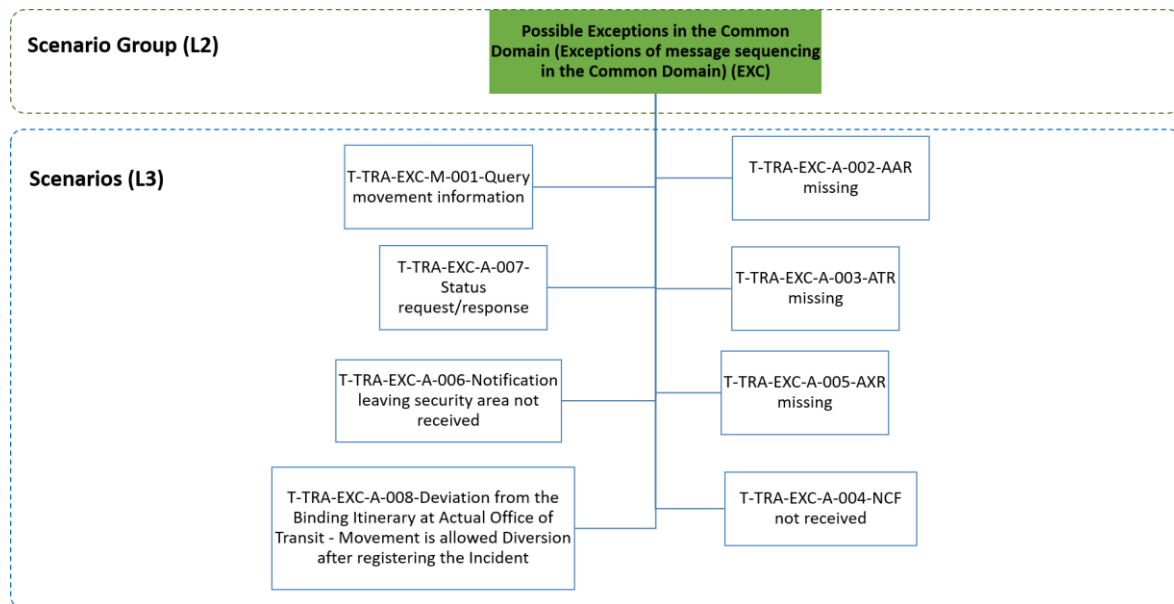 Scenario Group (L2)
Possible Exceptions in the Common
Domain (Exceptions of message sequencing
in the Common Domain) (EXC)
Scenarios (L3)
T-TRA-EXC-M-001-Query
movement information
T-TRA-EXC-A-002-AAR
missing
T-TRA-EXC-A-007-
Status
request/response
T-TRA-EXC-A-003-ATR
missing
T-TRA-EXC-A-006-Notification
leaving security area not
received
T-TRA-EXC-A-005-AXR
missing
T-TRA-EXC-A-008-Deviation from the
Binding Itinerary at Actual Office of
Transit - Movement is allowed Diversion
after registering the Incident
T-TRA-EXC-A-004-NCF
not received